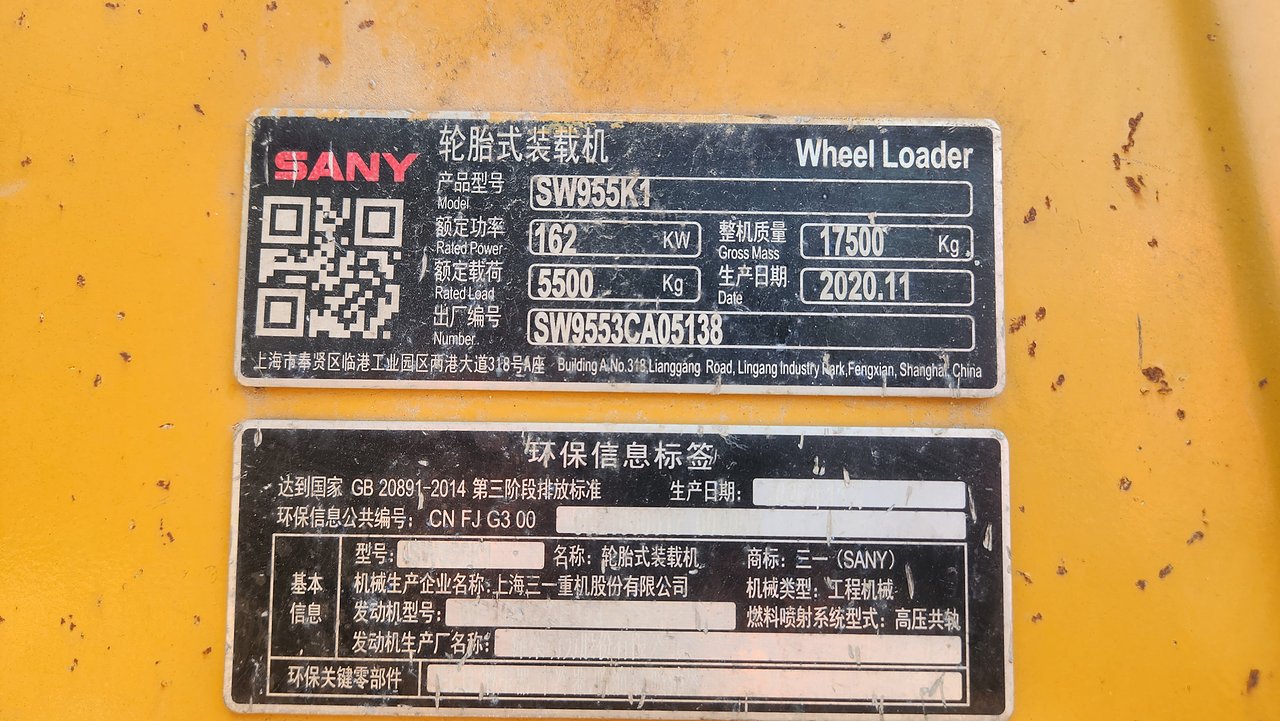 SANY
轮胎式装载机 Wheel Loader
产品型号 Model SW955K1
额定功率 Rated Power 162 KW 整机质量 Gross Mass 17500 Kg
额定载荷 Rated Load 5500 Kg 生产日期 Date 2020.11
出厂编号 Number SW9553CA05138
上海市奉贤区临港工业园区两港大道318号A座 Building A.No.318,Lianggang Road, Lingang Industry Park,Fengxian, Shanghai, China
环保信息标签
达到国家 GB 20891-2014 第三阶段排放标准 生产日期:
环保信息公共编号: CN FJ G3 00
基本信息
型号: 名称: 轮胎式装载机 商标: 三一 (SANY)
机械生产企业名称: 上海三一重机股份有限公司 机械类型: 工程机械
发动机型号: 燃料喷射系统型式: 高压共轨
发动机生产厂名称:
环保关键零部件